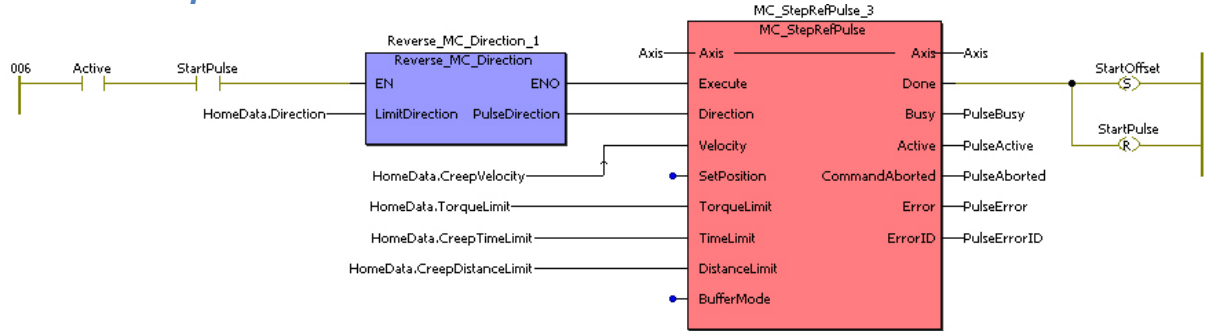 MC_StepRefPulse_3
Reverse_MC_Direction_1
MC_StepRefPulse
Axis Axis Axis Axis
006 Active StartPulse Reverse_MC_Direction StartOffset
EN ENO Execute Done S
HomeData.Direction LimitDirection PulseDirection Direction Busy PulseBusy
StartPulse
Velocity Active PulseActive R
HomeData.CreepVelocity SetPosition CommandAborted PulseAborted
HomeData.TorqueLimit TorqueLimit Error PulseError
HomeData.CreepTimeLimit TimeLimit ErrorID PulseErrorID
HomeData.CreepDistanceLimit DistanceLimit
BufferMode